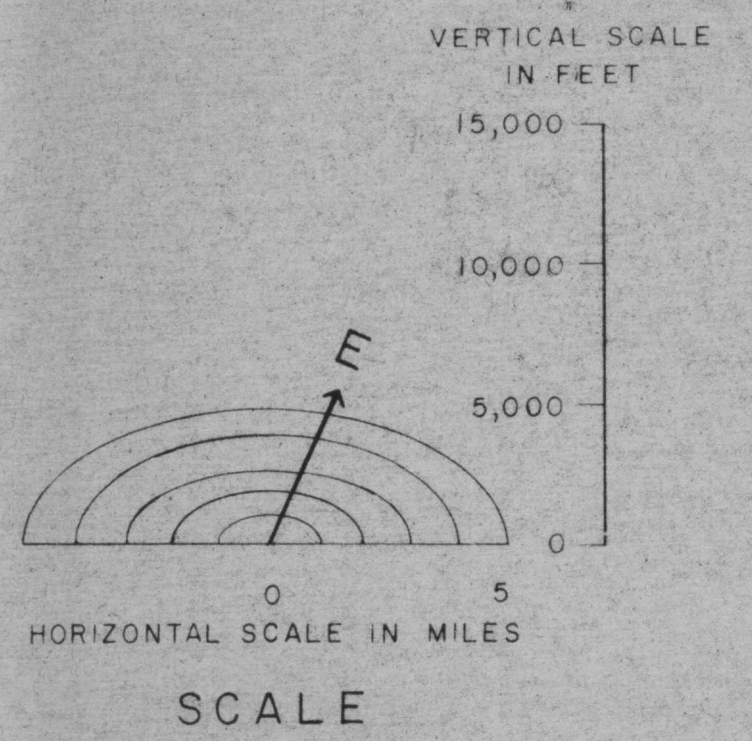 VERTICAL SCALE
IN FEET
15,000
10,000
5,000
0
E
0 5
HORIZONTAL SCALE IN MILES
SCALE